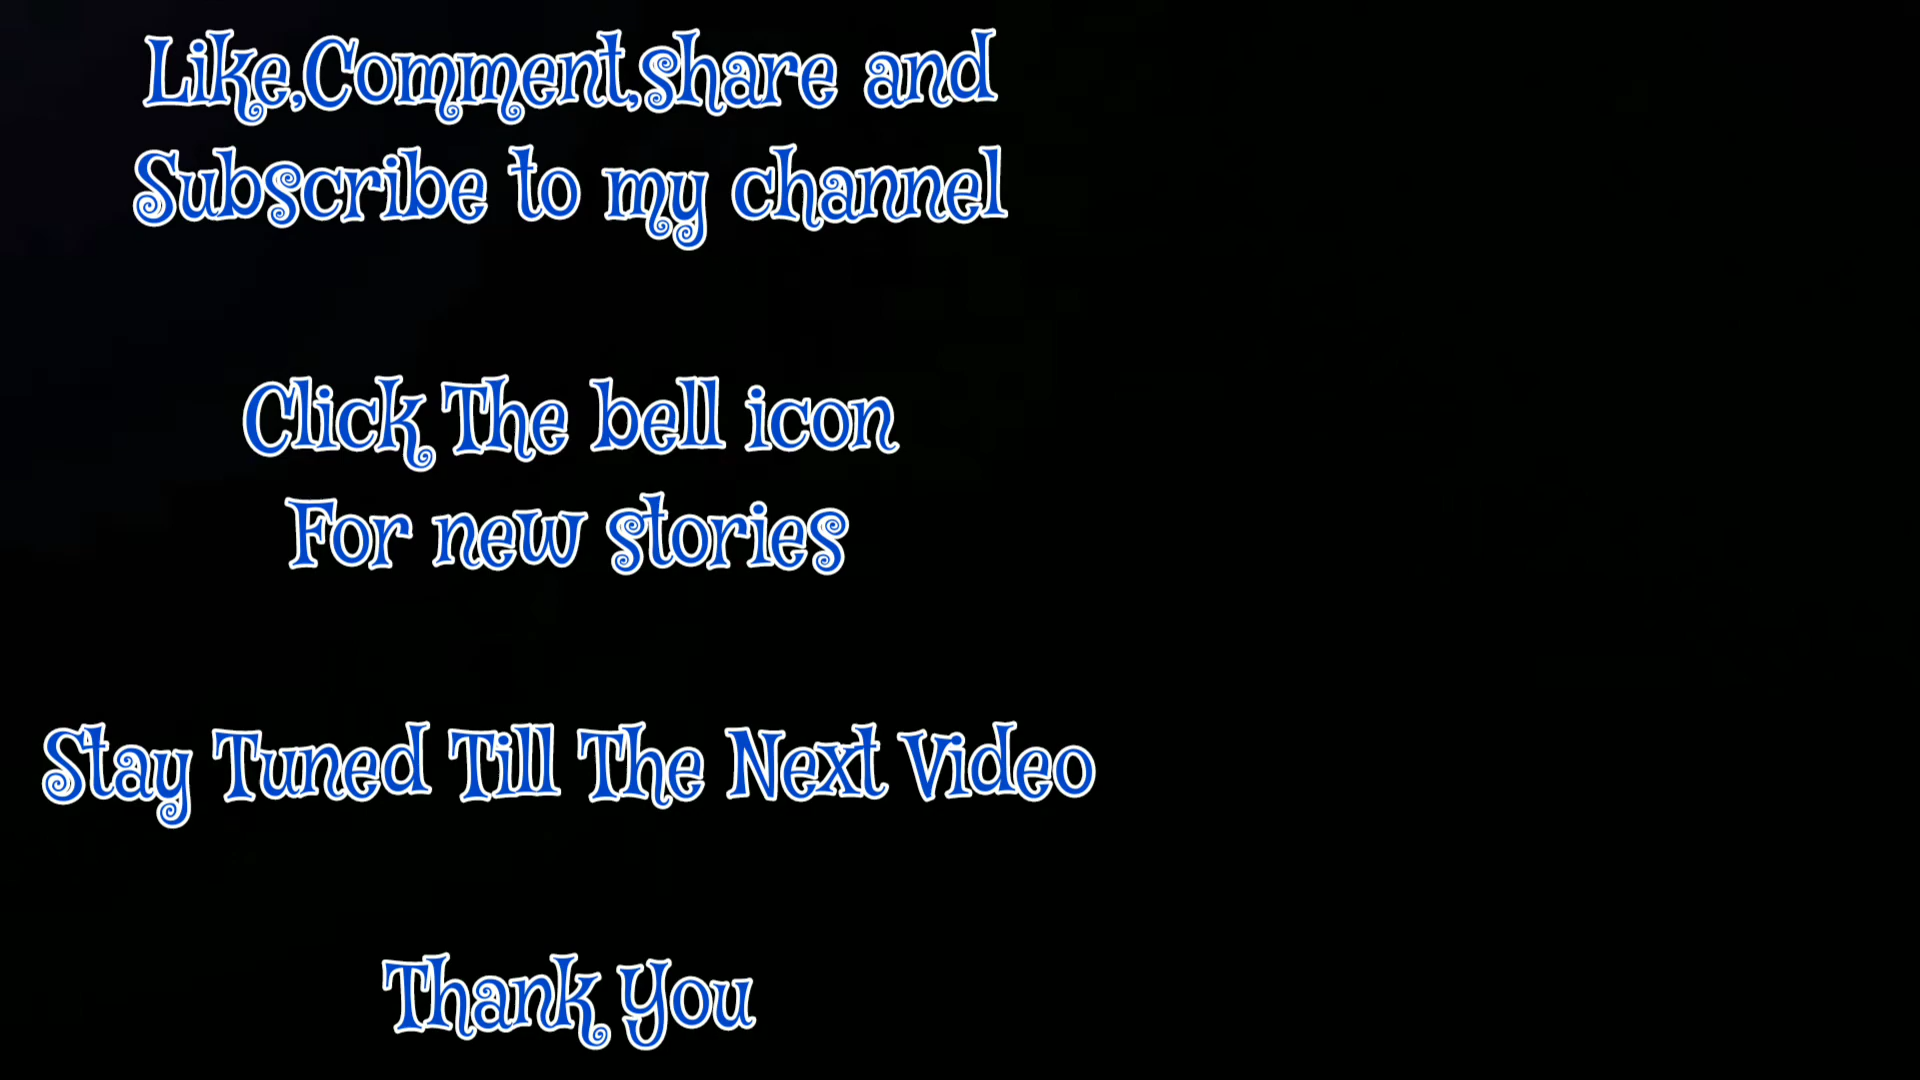 Like,Comment,share and
Subscribe to my channel
Click The bell icon
For new stories
Stay Tuned Till The Next Video
Thank You